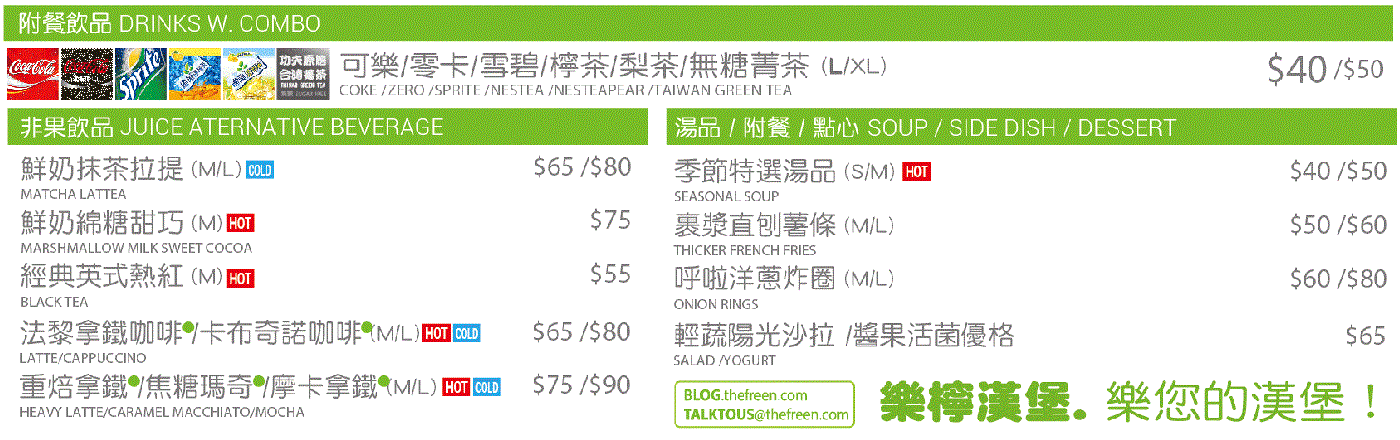 附餐飲品 DRINKS W. COMBO
Coca-Cola
Sprite
可樂/零卡/雪碧/檸茶/梨茶/無糖菁茶 (L/XL) $40 /$50
COKE /ZERO /SPRITE /NESTEA /NESTEAPEAR /TAIWAN GREEN TEA
非果飲品 JUICE ATERNATIVE BEVERAGE
鮮奶抹茶拉提 (M/L) COLD $65 /$80
MATCHA LATTEA
鮮奶綿糖甜巧 (M) HOT $75
MARSHMALLOW MILK SWEET COCOA
經典英式熱紅 (M) HOT $55
BLACK TEA
法黎拿鐵咖啡/卡布奇諾咖啡(M/L) HOT COLD $65 /$80
LATTE/CAPPUCCINO
重焙拿鐵/焦糖瑪奇/摩卡拿鐵(M/L) HOT COLD $75 /$90
HEAVY LATTE/CARAMEL MACCHIATO/MOCHA
湯品 / 附餐 / 點心 SOUP / SIDE DISH / DESSERT
季節特選湯品 (S/M) HOT $40 /$50
SEASONAL SOUP
裹漿直刨薯條 (M/L) $50 /$60
THICKER FRENCH FRIES
呼啦洋蔥炸圈 (M/L) $60 /$80
ONION RINGS
輕蔬陽光沙拉 /醬果活菌優格 $65
SALAD /YOGURT
BLOG.thefreen.com
TALKTOUS@thefreen.com
樂檸漢堡. 樂您的漢堡！